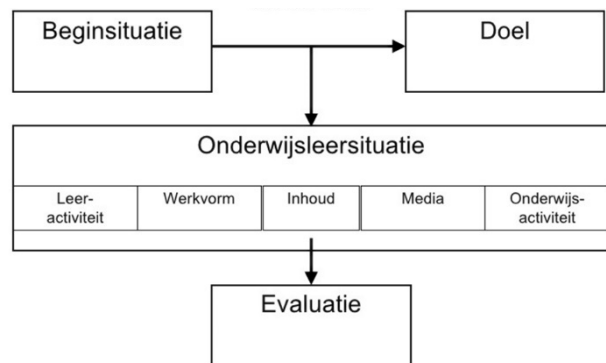 Beginsituatie
Doel
Onderwijsleersituatie
Leer-
activiteit
Werkvorm
Inhoud
Media
Onderwijs-
activiteit
Evaluatie